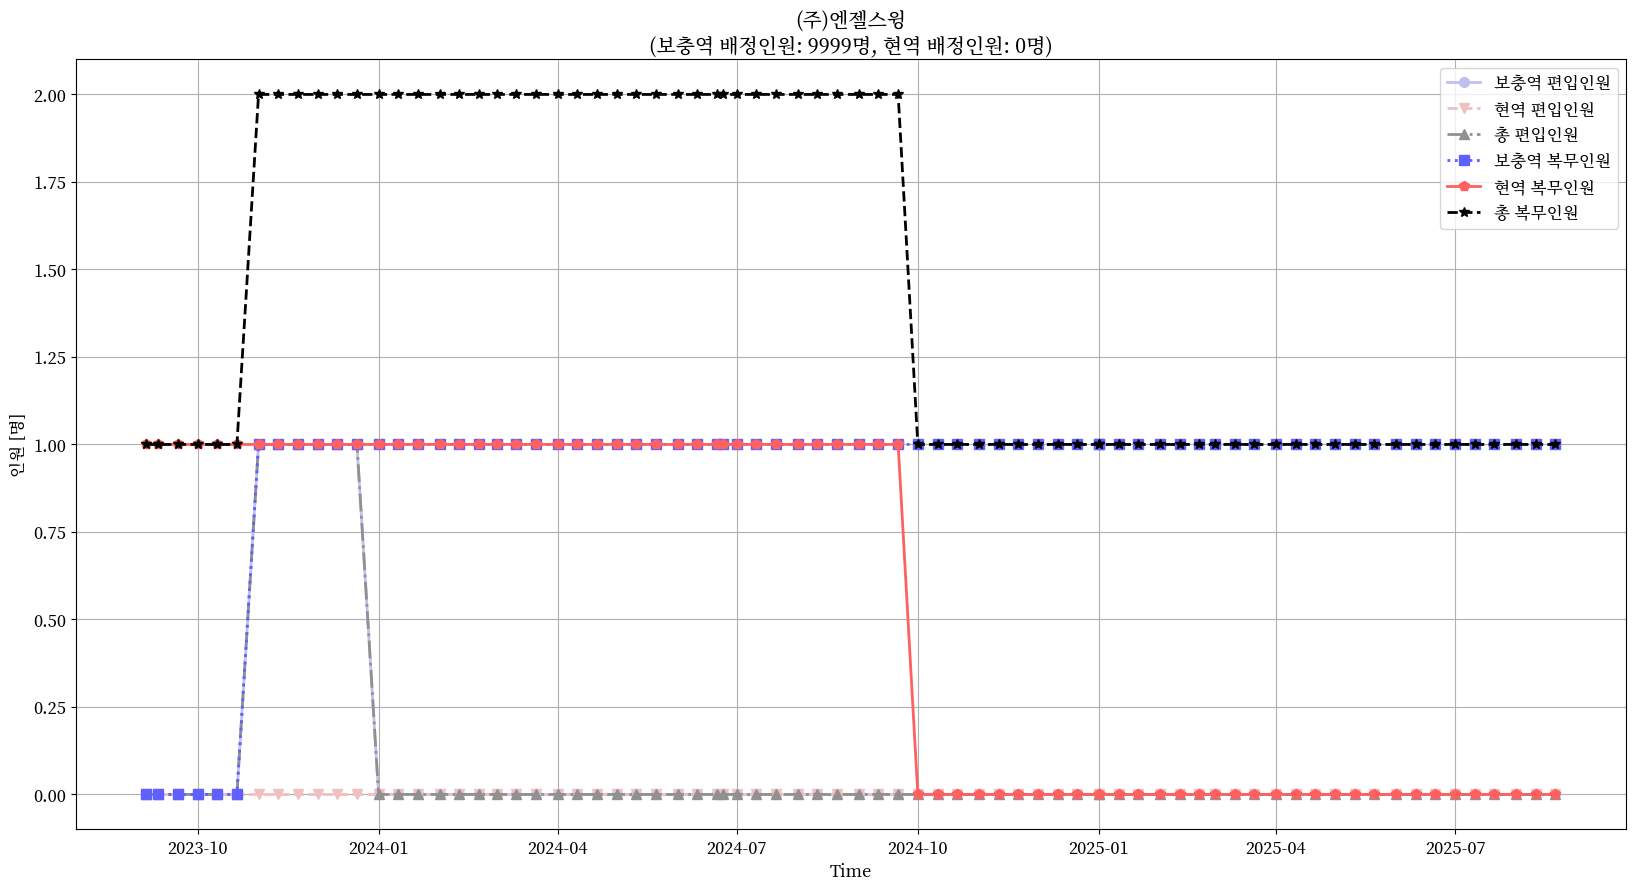 (주)엔젤스윙
(보충역 배정인원: 9999명, 현역 배정인원: 0명)
보충역 편입인원
현역 편입인원
총 편입인원
보충역 복무인원
현역 복무인원
총 복무인원
인원 [명]
2.00
1.75
1.50
1.25
1.00
0.75
0.50
0.25
0.00
2023-10
2024-01
2024-04
2024-07
2024-10
2025-01
2025-04
2025-07
Time